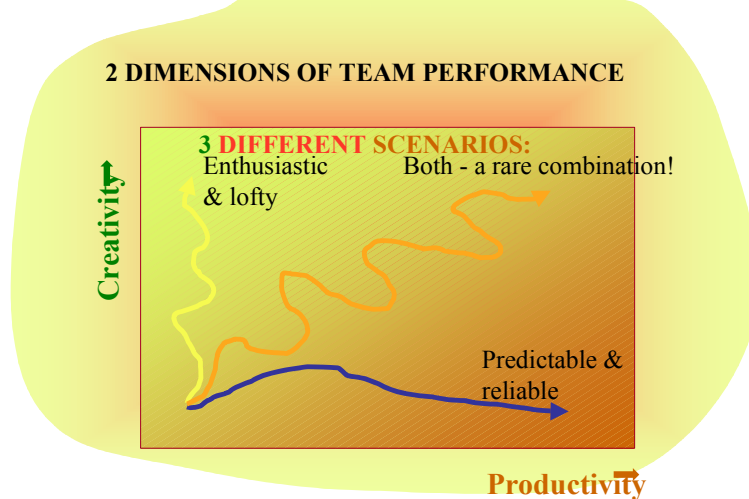 2 DIMENSIONS OF TEAM PERFORMANCE
3 DIFFERENT SCENARIOS:
Enthusiastic
& lofty
Both - a rare combination!
Creativity
Predictable &
reliable
Productivity